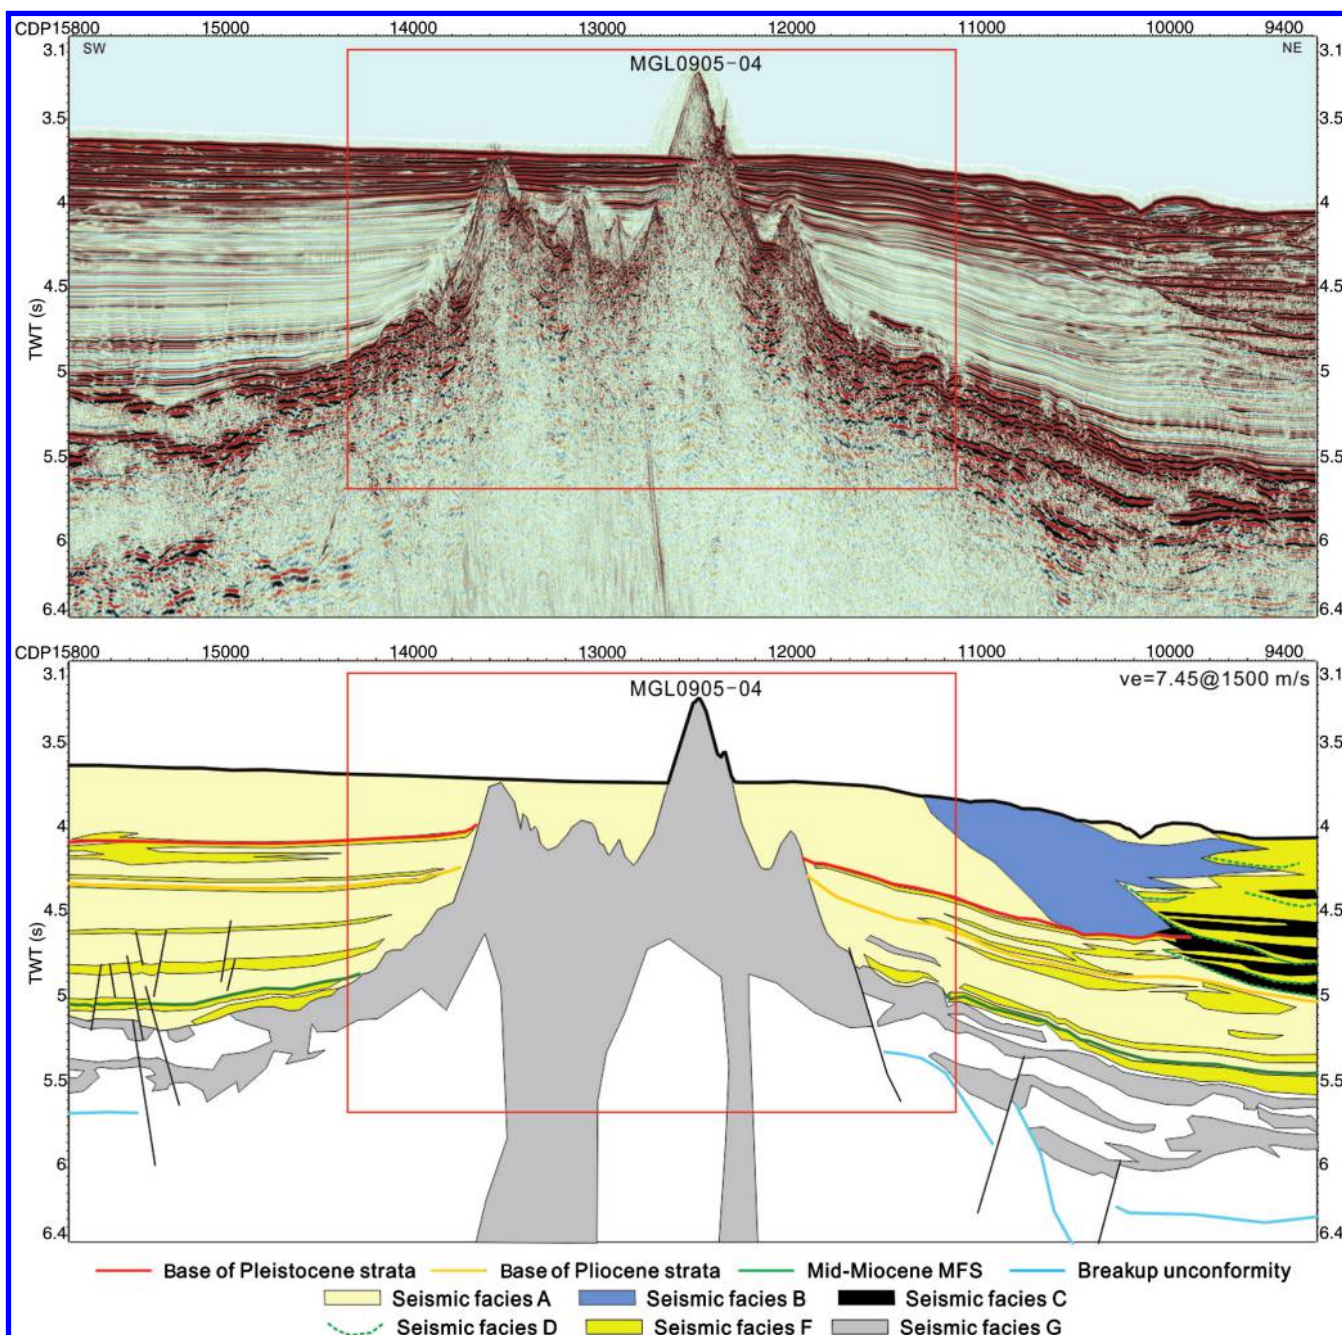 CDP15800 15000 14000 13000 12000 11000 10000 9400
SW NE
MGL0905-04
3.1 3.1
3.5 3.5
4 4
4.5 4.5
TWT (s)
5 5
5.5 5.5
6 6
6.4 6.4
CDP15800 15000 14000 13000 12000 11000 10000 9400
MGL0905-04 ve=7.45@1500 m/s
3.1 3.1
3.5 3.5
4 4
4.5 4.5
TWT (s)
5 5
5.5 5.5
6 6
6.4 6.4
Base of Pleistocene strata Base of Pliocene strata Mid-Miocene MFS Breakup unconformity
Seismic facies A Seismic facies B Seismic facies C
Seismic facies D Seismic facies F Seismic facies G